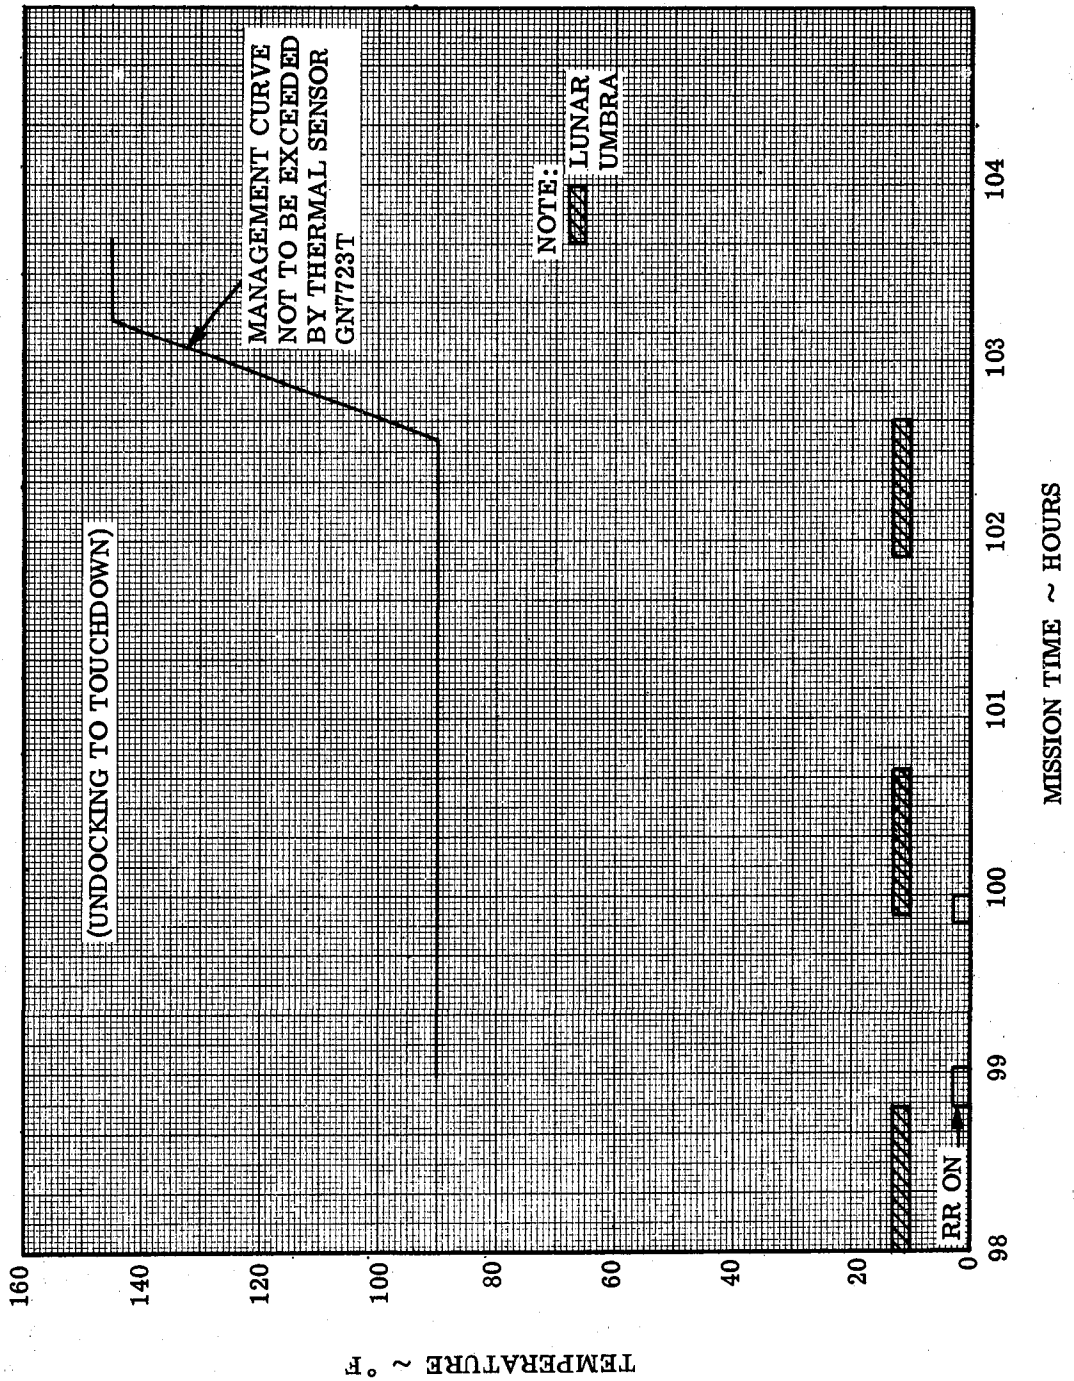 (UNDOCKING TO TOUCHDOWN)
MANAGEMENT CURVE
NOT TO BE EXCEEDED
BY THERMAL SENSOR
GN7723T
NOTE:
LUNAR
UMBRA
RR ON
160
140
120
100
80
60
40
20
0
TEMPERATURE ~ °F
98
99
100
101
102
103
104
MISSION TIME ~ HOURS